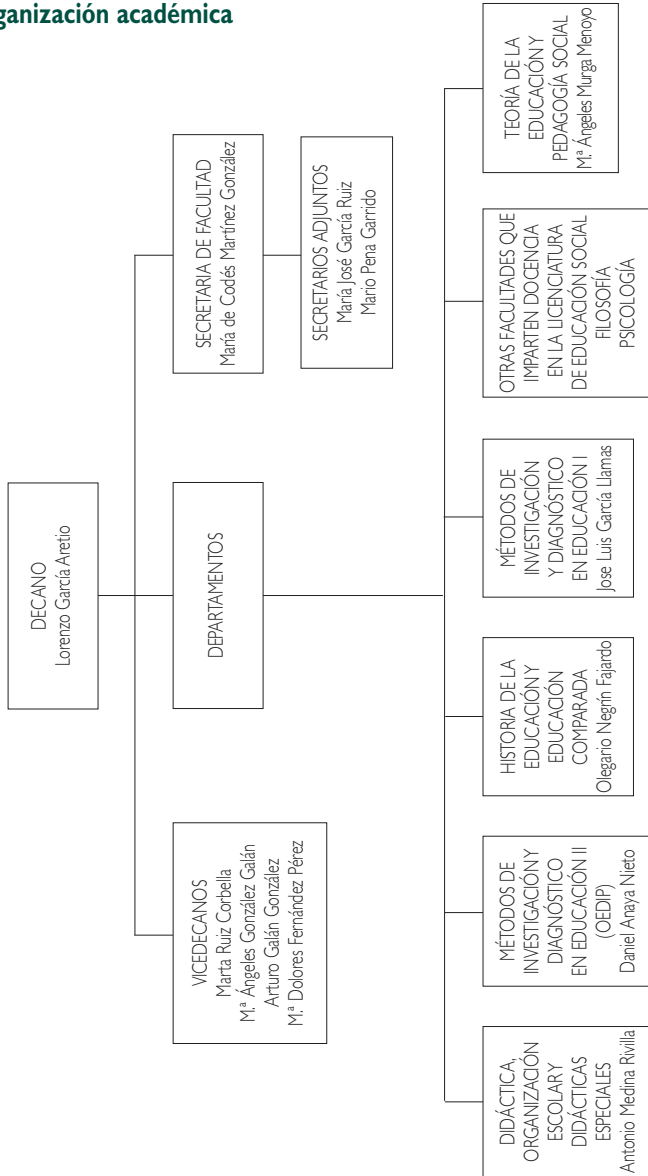 ganización académica
DECANO
Lorenzo García Aretio
VICEDECANOS
Marta Ruiz Corbella
M.ª Ángeles González Galán
Arturo Galán González
M.ª Dolores Fernández Pérez
DEPARTAMENTOS
SECRETARIA DE FACULTAD
María de Codés Martínez González
SECRETARIOS ADJUNTOS
María José García Ruiz
Mario Pena Garrido
DIDÁCTICA,
ORGANIZACIÓN
ESCOLAR Y
DIDÁCTICAS
ESPECIALES
Antonio Medina Rivilla
MÉTODOS DE
INVESTIGACIÓN Y
DIAGNÓSTICO
EN EDUCACIÓN II
(OEDIP)
Daniel Anaya Nieto
HISTORIA DE LA
EDUCACIÓN Y
EDUCACIÓN
COMPARADA
Olegario Negrín Fajardo
MÉTODOS DE
INVESTIGACIÓN
Y DIAGNÓSTICO
EN EDUCACIÓN I
Jose Luis García Llamas
OTRAS FACULTADES QUE
IMPARTEN DOCENCIA
EN LA LICENCIATURA
DE EDUCACIÓN SOCIAL
FILOSOFÍA
PSICOLOGÍA
TEORÍA DE LA
EDUCACIÓN Y
PEDAGOGÍA SOCIAL
M.ª Ángeles Murga Menoyo